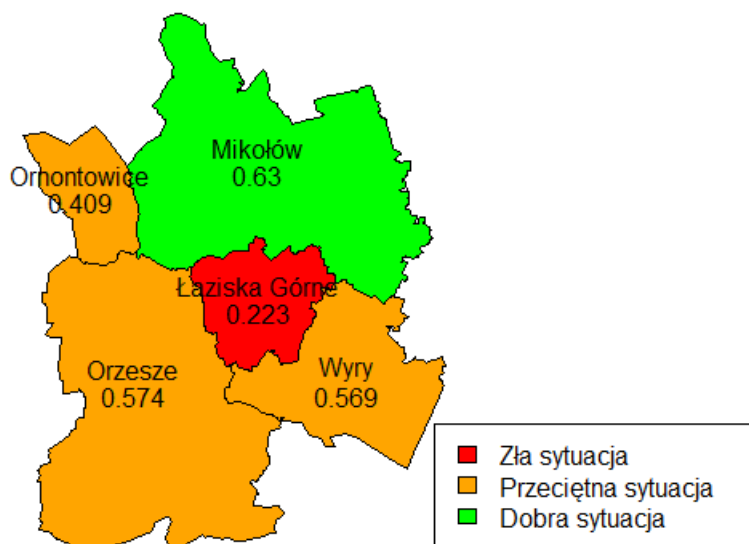 Mikołów
0.63
Ornontowice
0.409
Łaziska Górne
0.223
Orzesze
0.574
Wyry
0.569
Zła sytuacja
Przeciętna sytuacja
Dobra sytuacja